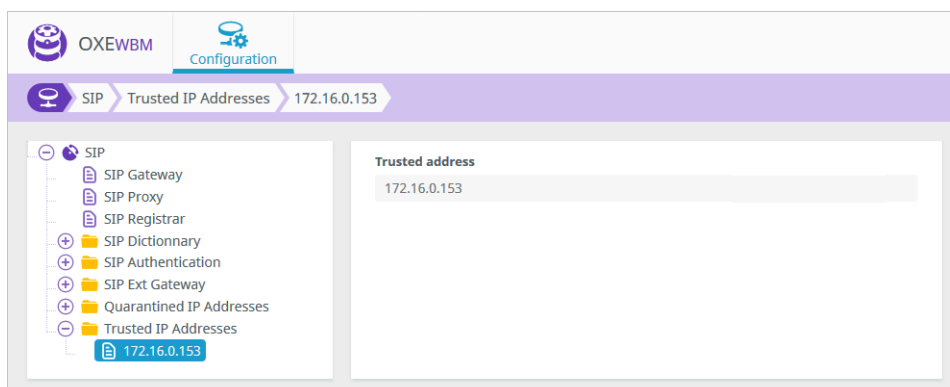 OXEWBM
Configuration
SIP
Trusted IP Addresses
172.16.0.153
SIP
SIP Gateway
SIP Proxy
SIP Registrar
SIP Dictionnary
SIP Authentication
SIP Ext Gateway
Quarantined IP Addresses
Trusted IP Addresses
172.16.0.153
Trusted address
172.16.0.153